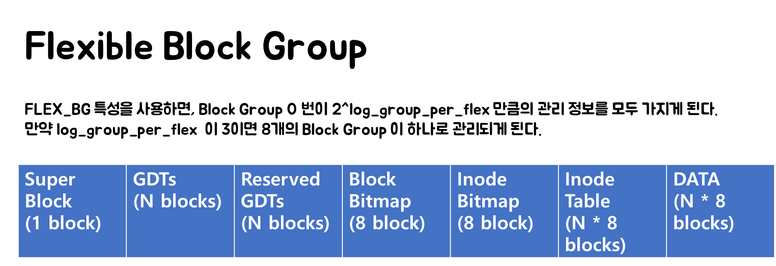 Flexible Block Group
FLEX_BG 특성을 사용하면, Block Group 0 번이 2^log_group_per_flex 만큼의 관리 정보를 모두 가지게 된다.
만약 log_group_per_flex 이 3이면 8개의 Block Group 이 하나로 관리되게 된다.
Super
Block
(1 block)
GDTs
(N blocks)
Reserved
GDTs
(N blocks)
Block
Bitmap
(8 block)
Inode
Bitmap
(8 block)
Inode
Table
(N * 8
blocks)
DATA
(N * 8
blocks)